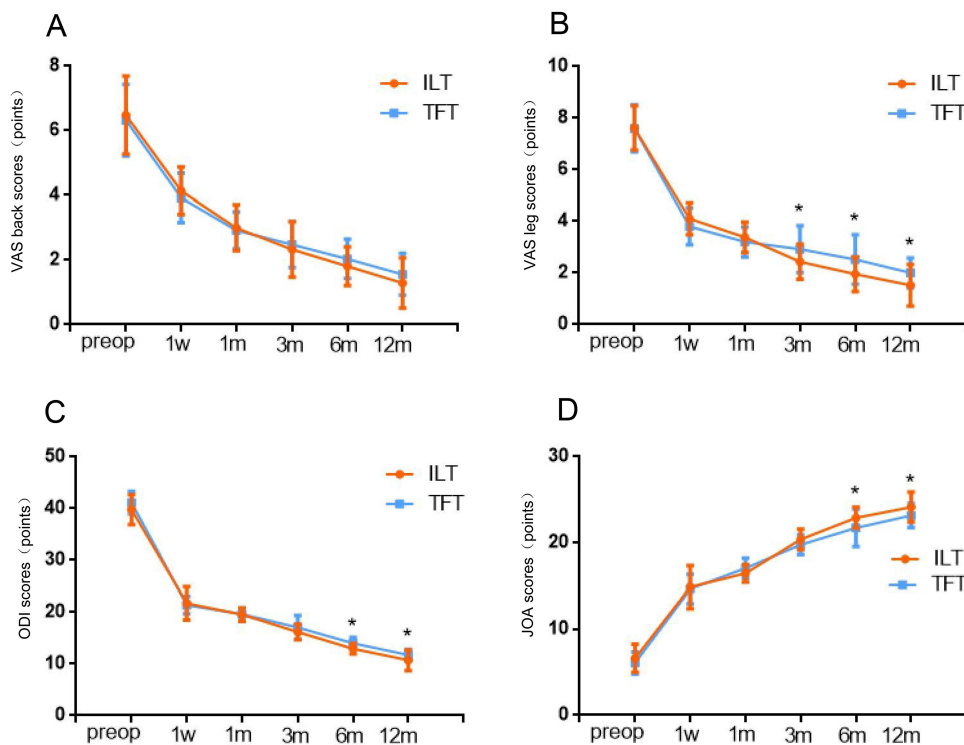 A
VAS back scores（points）
8
6
4
2
0
ILT
TFT
preop 1w 1m 3m 6m 12m
B
VAS leg scores（points）
10
8
6
4
2
0
ILT
TFT
* * *
preop 1w 1m 3m 6m 12m
C
ODI scores（points）
50
40
30
20
10
0
ILT
TFT
* *
preop 1w 1m 3m 6m 12m
D
JOA scores（points）
30
20
10
0
* *
ILT
TFT
preop 1w 1m 3m 6m 12m